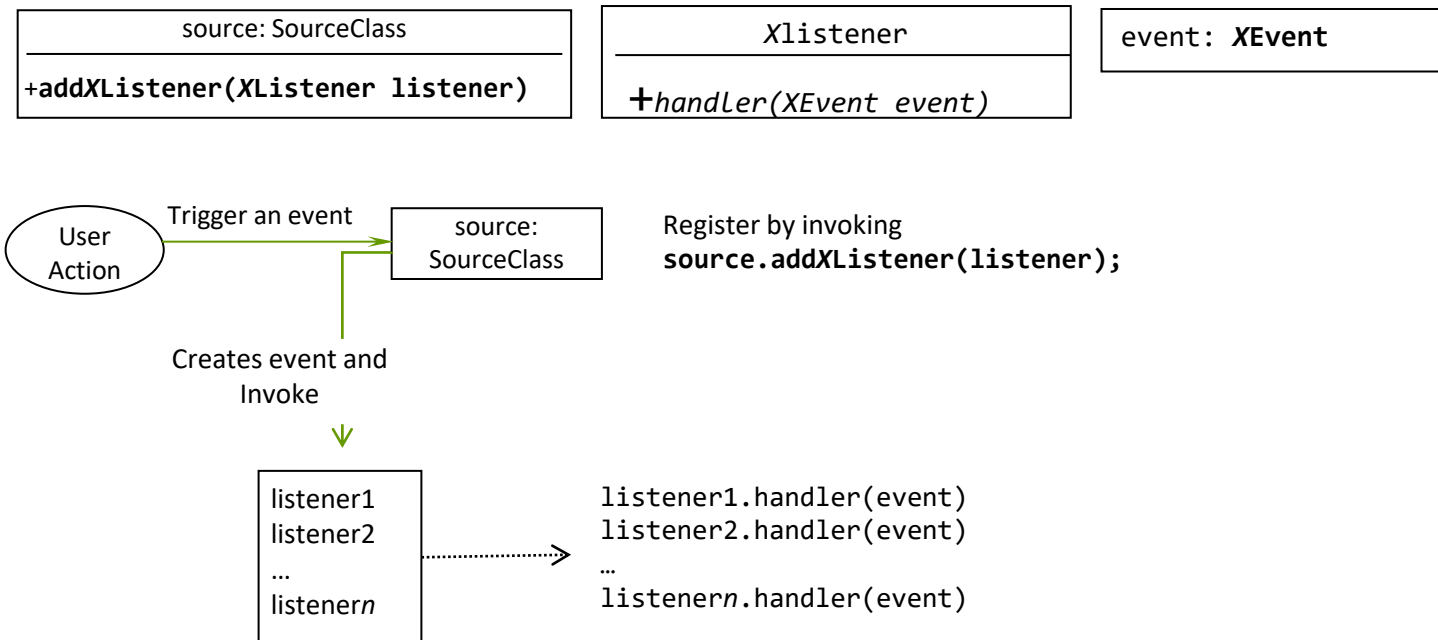 source: SourceClass
+addXListener(XListener listener)
Xlistener
+handler(XEvent event)
event: XEvent
User
Action
Trigger an event
source:
SourceClass
Register by invoking
source.addXListener(listener);
Creates event and
Invoke
listener1
listener2
…
listenern
listener1.handler(event)
listener2.handler(event)
…
listenern.handler(event)